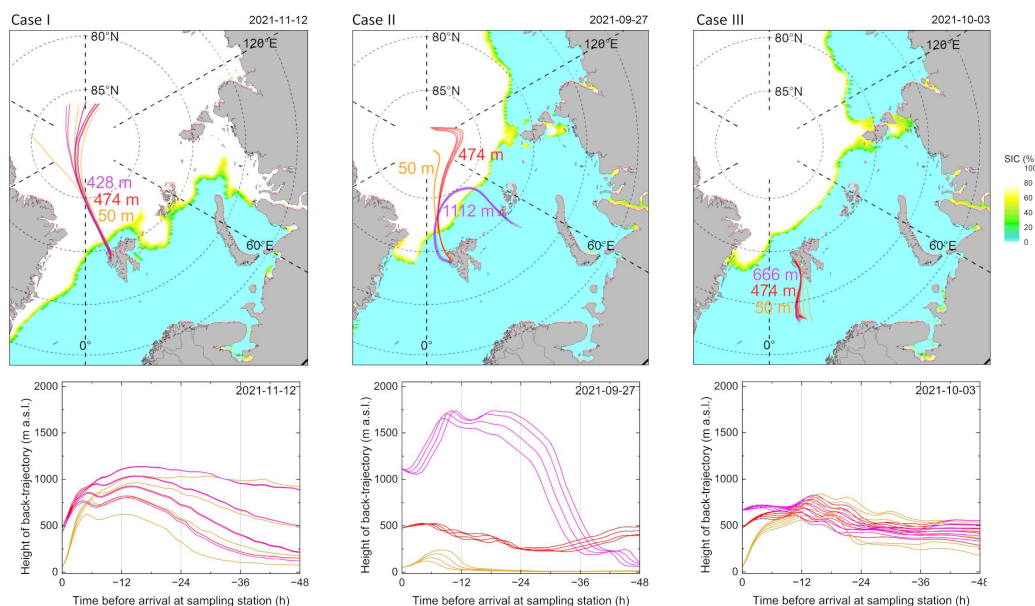 Case I
2021-11-12
80°N
120°E
85°N
428 m
474 m
50 m
60°E
0°
Case II
2021-09-27
80°N
120°E
85°N
50 m
474 m
1112 m
60°E
0°
Case III
2021-10-03
80°N
120°E
85°N
666 m
474 m
50 m
60°E
0°
SIC (%)
100
80
60
40
20
0
Height of back-trajectory (m a.s.l.)
2000
1500
1000
500
0
2021-11-12
0
−12
−24
−36
−48
Time before arrival at sampling station (h)
Height of back-trajectory (m a.s.l.)
2000
1500
1000
500
0
2021-09-27
0
−12
−24
−36
−48
Time before arrival at sampling station (h)
Height of back-trajectory (m a.s.l.)
2000
1500
1000
500
0
2021-10-03
0
−12
−24
−36
−48
Time before arrival at sampling station (h)